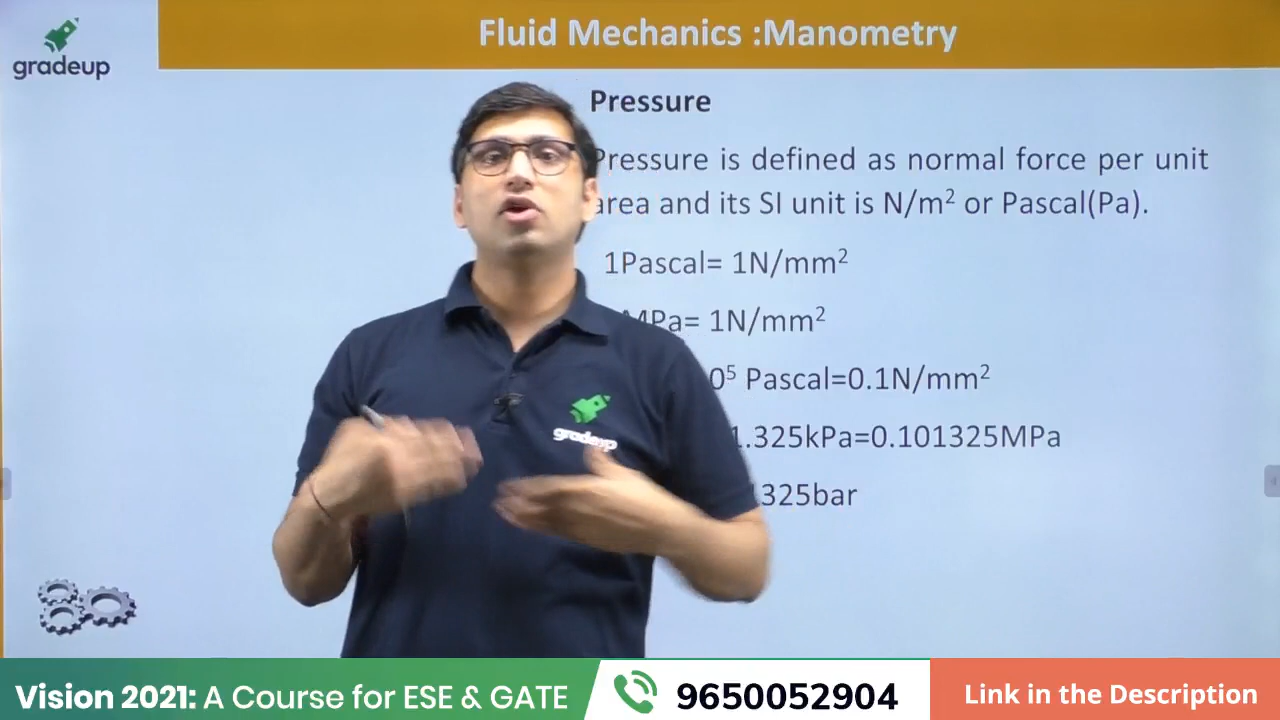 Fluid Mechanics :Manometry
gradeup
Pressure
Pressure is defined as normal force per unit
area and its SI unit is N/m²  or Pascal(Pa).
1Pascal= 1N/mm²
MPa= 1N/mm²
0⁵ Pascal=0.1N/mm²
1.325kPa=0.101325MPa
325bar
gradeup
Vision 2021: A Course for ESE & GATE
9650052904
Link in the Description